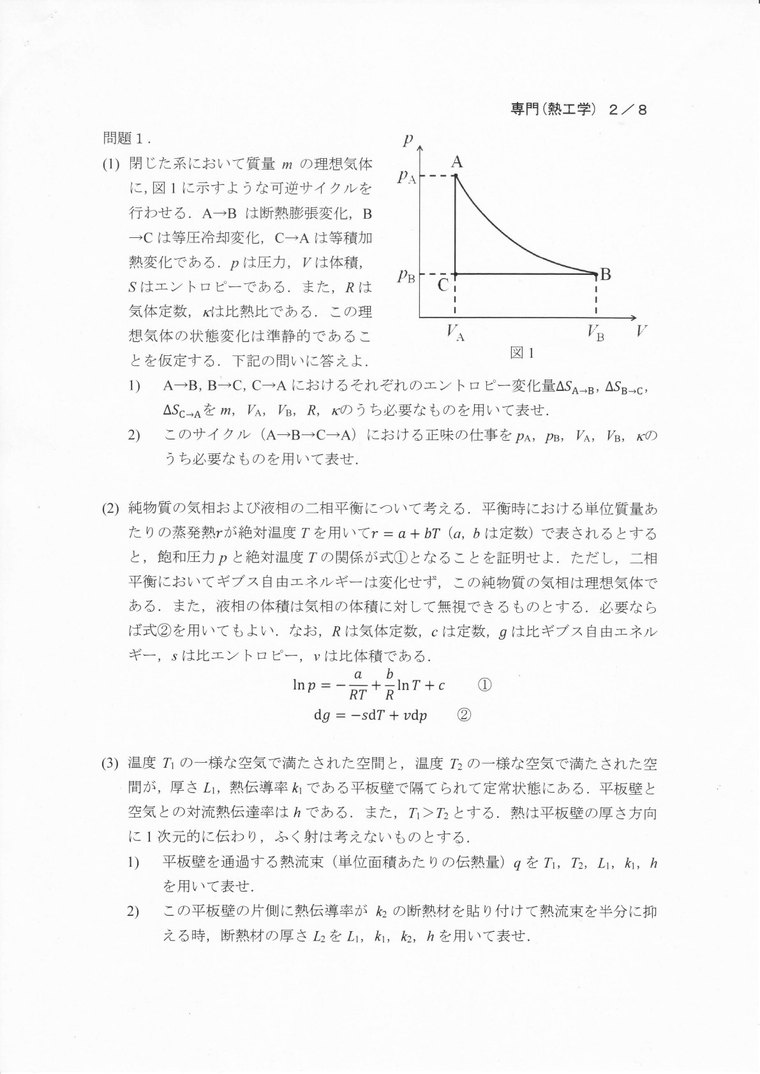 専門(熱工学) 2/8
問題1.
(1) 閉じた系において質量 m の理想気体
に,図1に示すような可逆サイクルを
行わせる.A→B は断熱膨張変化,B
→C は等圧冷却変化,C→A は等積加
熱変化である.p は圧力,V は体積,
S はエントロピーである.また,R は
気体定数,κは比熱比である.この理
想気体の状態変化は準静的であるこ
とを仮定する.下記の問いに答えよ.
p
A
pA
pB
C
B
VA
VB
V
図1
1) A→B, B→C, C→A におけるそれぞれのエントロピー変化量ΔS_A→B, ΔS_B→C,
ΔS_C→Aを m,VA,VB,R,κのうち必要なものを用いて表せ.
2) このサイクル(A→B→C→A)における正味の仕事を pA,pB,VA,VB,κの
うち必要なものを用いて表せ.
(2) 純物質の気相および液相の二相平衡について考える.平衡時における単位質量あ
たりの蒸発熱rが絶対温度 T を用いてr = a + bT(a, b は定数)で表されるとする
と,飽和圧力 p と絶対温度 T の関係が式①となることを証明せよ.ただし,二相
平衡においてギブス自由エネルギーは変化せず,この純物質の気相は理想気体で
ある.また,液相の体積は気相の体積に対して無視できるものとする.必要なら
ば式②を用いてもよい.なお,R は気体定数,c は定数,g は比ギブス自由エネル
ギー,s は比エントロピー,v は比体積である.
ln p = − a/RT + b/R ln T + c ①
dg = −sdT + vdp ②
(3) 温度 T1 の一様な空気で満たされた空間と,温度 T2 の一様な空気で満たされた空
間が,厚さ L1,熱伝導率 k1 である平板壁で隔てられて定常状態にある.平板壁と
空気との対流熱伝達率は h である.また,T1>T2 とする.熱は平板壁の厚さ方向
に1次元的に伝わり,ふく射は考えないものとする.
1) 平板壁を通過する熱流束(単位面積あたりの伝熱量)q を T1,T2,L1,k1,h
を用いて表せ.
2) この平板壁の片側に熱伝導率が k2 の断熱材を貼り付けて熱流束を半分に抑
える時,断熱材の厚さ L2 を L1,k1,k2,h を用いて表せ.